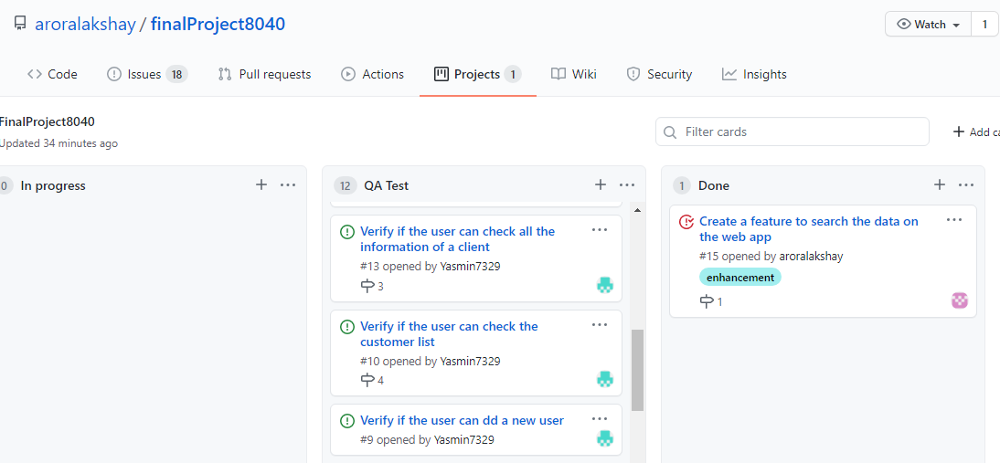 aroralakshay / finalProject8040
Watch 1
Code Issues 18 Pull requests Actions Projects 1 Wiki Security Insights
FinalProject8040
Updated 34 minutes ago
Filter cards
Add ca
0 In progress
12 QA Test
Verify if the user can check all the
information of a client
#13 opened by Yasmin7329
3
Verify if the user can check the
customer list
#10 opened by Yasmin7329
4
Verify if the user can dd a new user
#9 opened by Yasmin7329
1 Done
Create a feature to search the data on
the web app
#15 opened by aroralakshay
enhancement
1